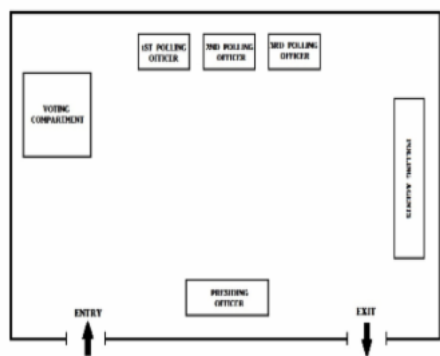 1ST POLLING
OFFICER
2ND POLLING
OFFICER
3RD POLLING
OFFICER
VOTING
COMPARTMENT
POLLING AGENTS
PRESIDING
OFFICER
ENTRY
EXIT